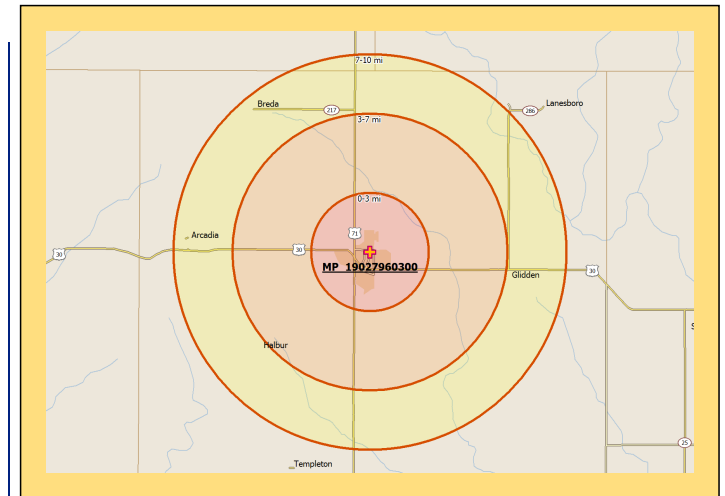 7-10 mi
Breda
217
286
Lanesboro
3-7 mi
0-3 mi
71
Arcadia
30
30
MP 19027960300
Glidden
30
30
Halbur
S
25
Templeton